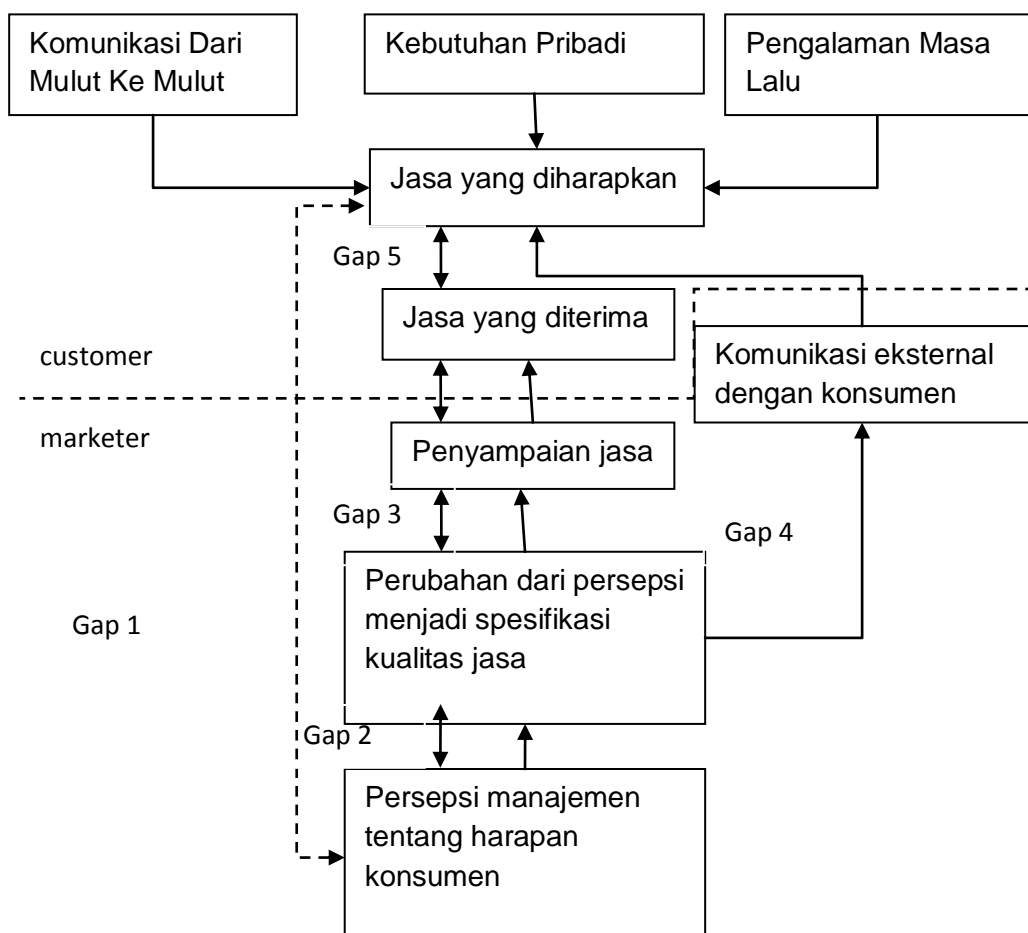 Komunikasi Dari
Mulut Ke Mulut
Kebutuhan Pribadi
Pengalaman Masa
Lalu
Jasa yang diharapkan
Gap 5
Jasa yang diterima
customer
Komunikasi eksternal
dengan konsumen
marketer
Penyampaian jasa
Gap 3
Gap 4
Perubahan dari persepsi
menjadi spesifikasi
kualitas jasa
Gap 1
Gap 2
Persepsi manajemen
tentang harapan
konsumen